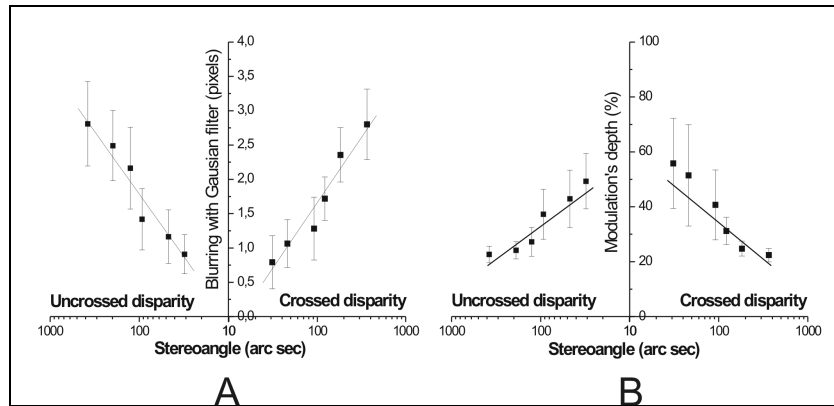 Blurring with Gausian filter (pixels)
4,0
3,5
3,0
2,5
2,0
1,5
1,0
0,5
0,0
Uncrossed disparity
Crossed disparity
1000
100
10
100
1000
Stereoangle (arc sec)
A
Modulation's depth (%)
100
80
60
40
20
0
Uncrossed disparity
Crossed disparity
1000
100
10
100
1000
Stereoangle (arc sec)
B